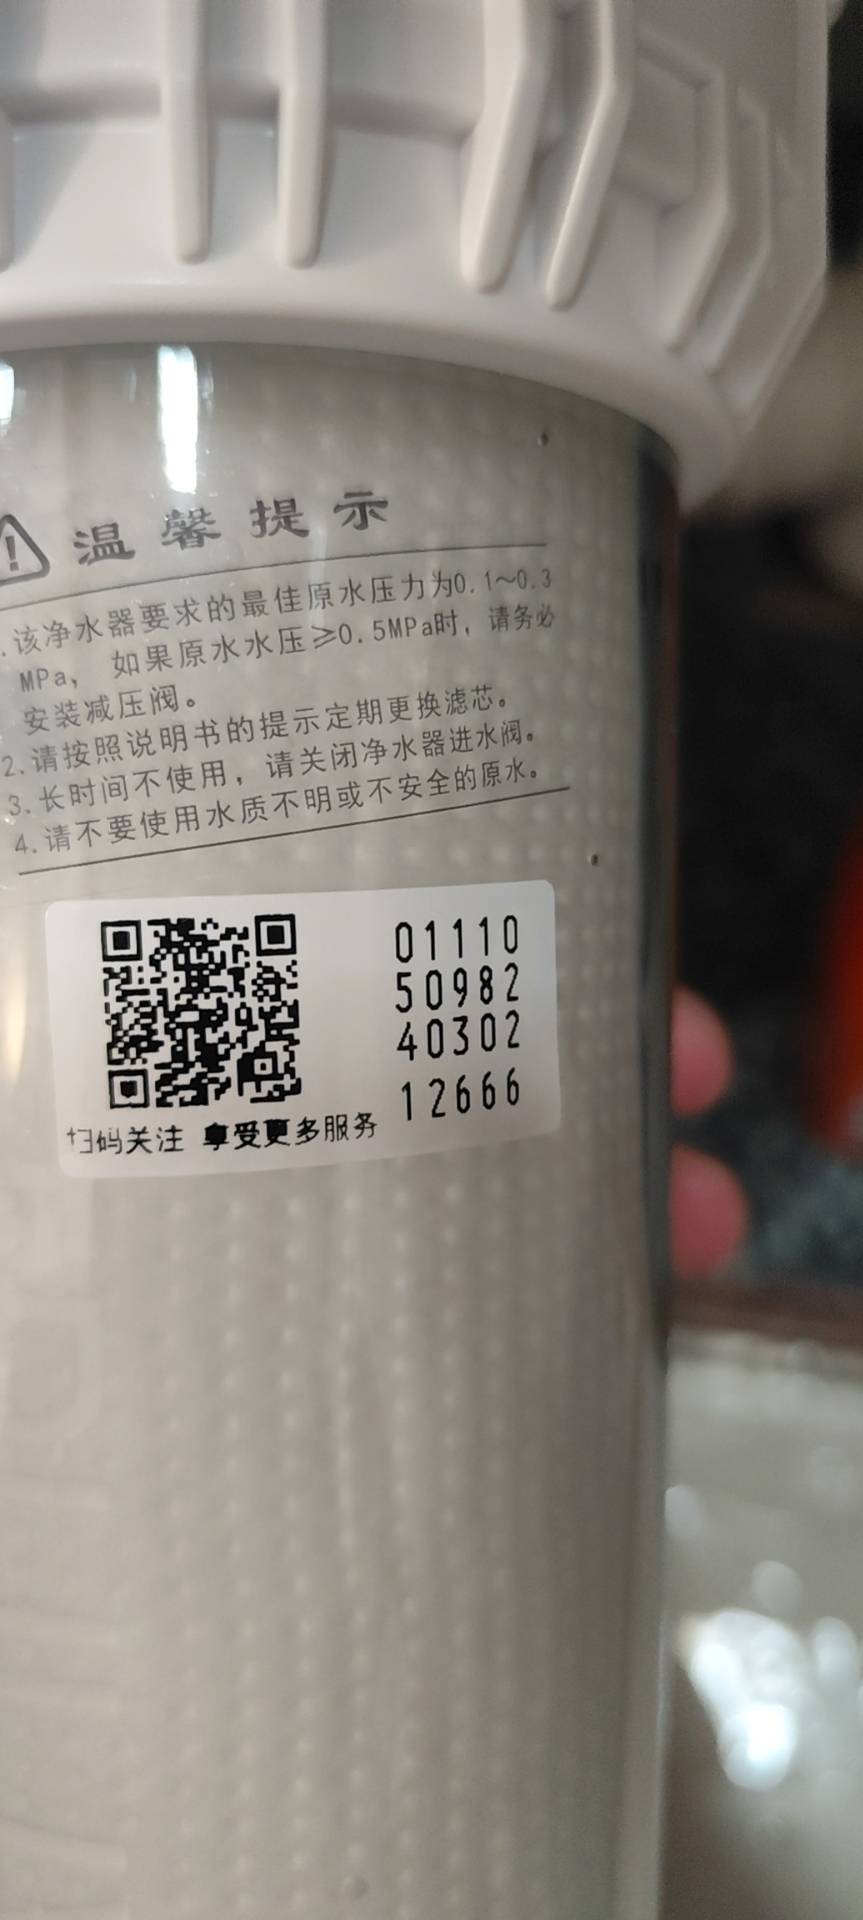 温馨提示
.该净水器要求的最佳原水压力为0.1~0.3
MPa, 如果原水水压≥0.5MPa时, 请务必
安装减压阀。
2.请按照说明书的提示定期更换滤芯。
3.长时间不使用, 请关闭净水器进水阀。
4.请不要使用水质不明或不安全的原水。
01110
50982
40302
12666
扫码关注 享受更多服务